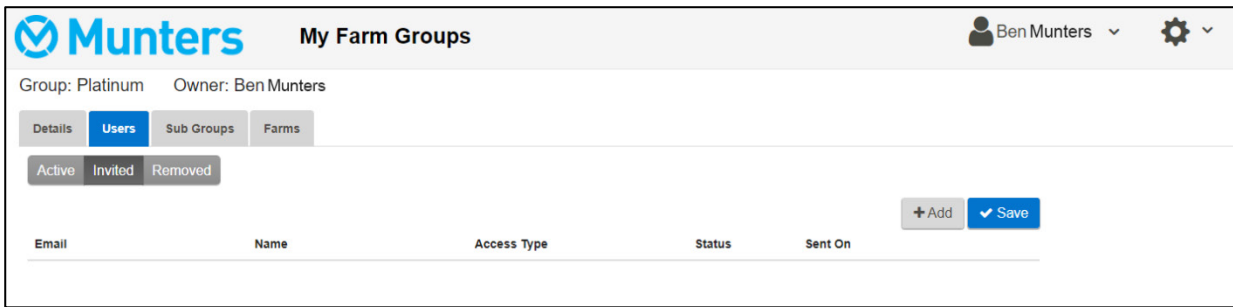 Munters My Farm Groups Ben Munters
Group: Platinum Owner: Ben Munters
Details Users Sub Groups Farms
Active Invited Removed
+ Add Save
Email Name Access Type Status Sent On